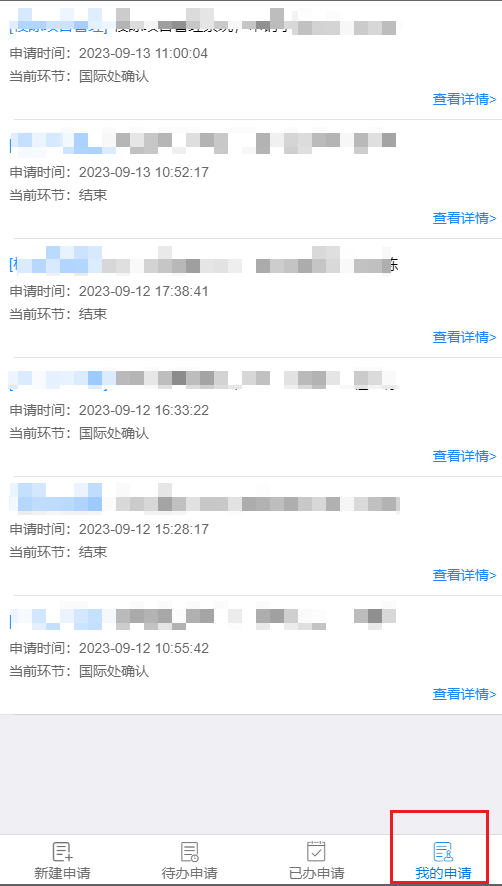 申请时间：2023-09-13 11:00:04
当前环节：国际处确认
查看详情>
申请时间：2023-09-13 10:52:17
当前环节：结束
查看详情>
申请时间：2023-09-12 17:38:41
当前环节：结束
查看详情>
申请时间：2023-09-12 16:33:22
当前环节：国际处确认
查看详情>
申请时间：2023-09-12 15:28:17
当前环节：结束
查看详情>
申请时间：2023-09-12 10:55:42
当前环节：国际处确认
查看详情>
新建申请 待办申请 已办申请 我的申请